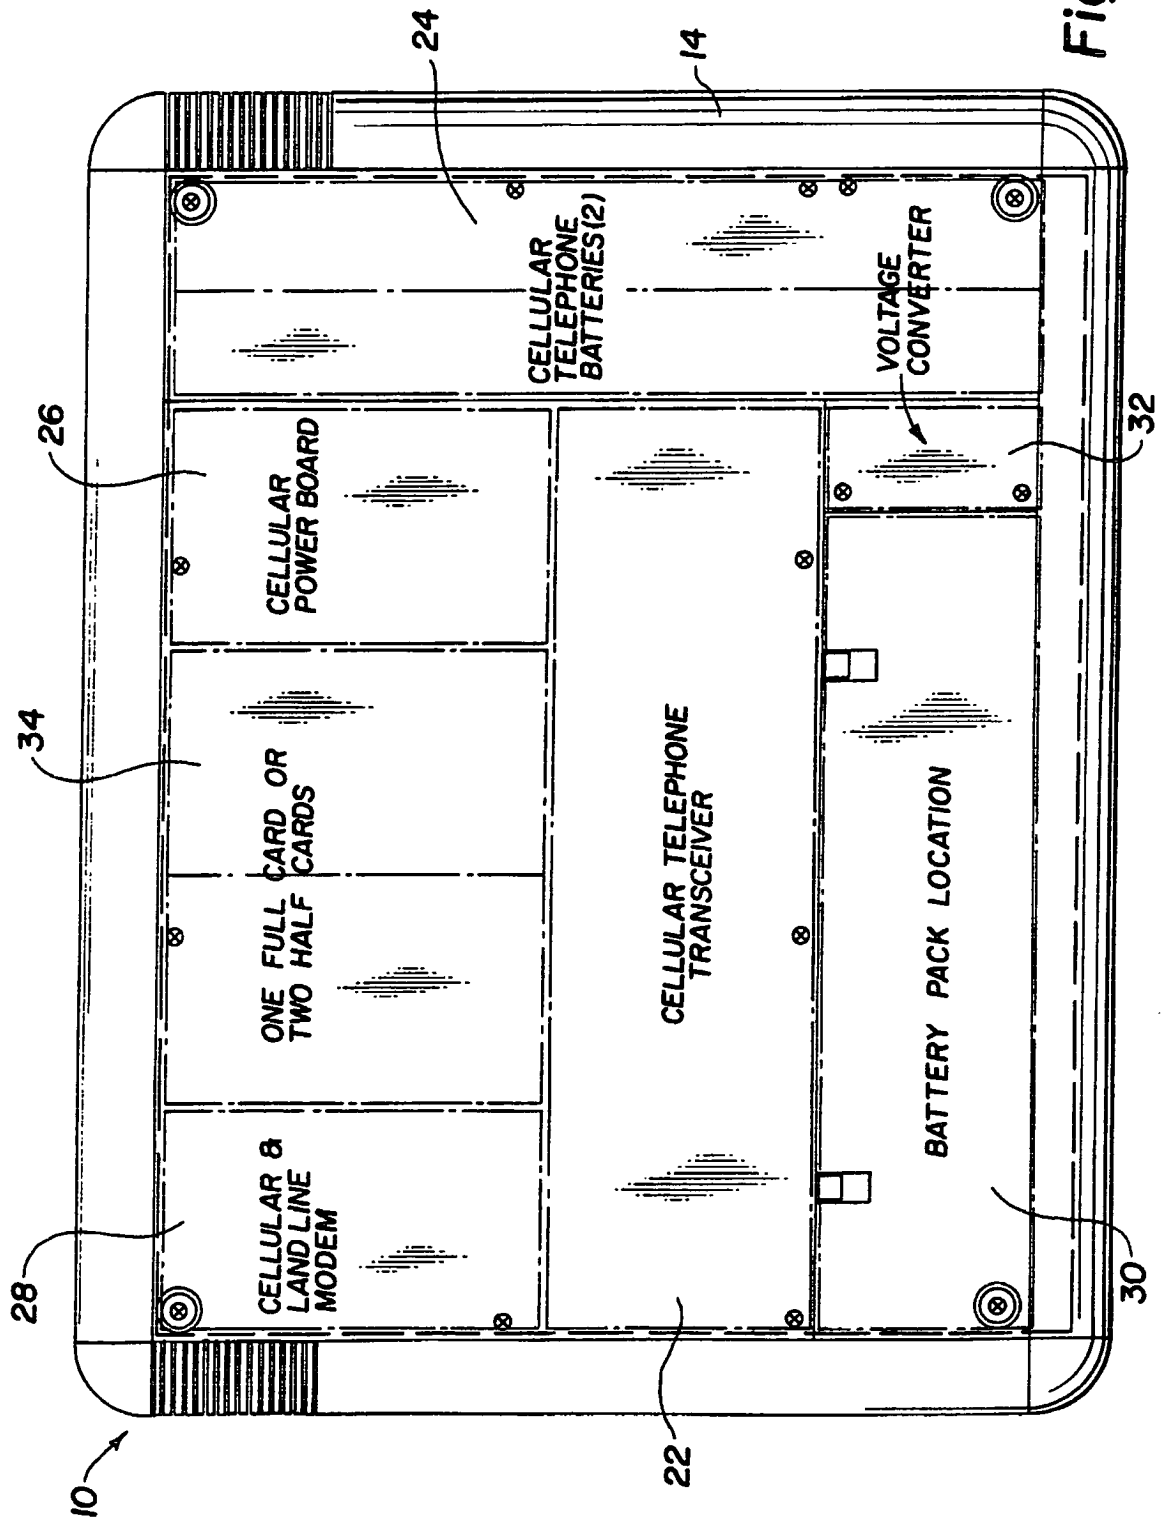 28
34
26
10
CELLULAR &
LAND LINE
MODEM
ONE FULL CARD OR
TWO HALF CARDS
CELLULAR
POWER BOARD
24
CELLULAR
TELEPHONE
BATTERIES(2)
CELLULAR TELEPHONE
TRANSCEIVER
22
14
VOLTAGE
CONVERTER
BATTERY PACK LOCATION
30
32
Fig